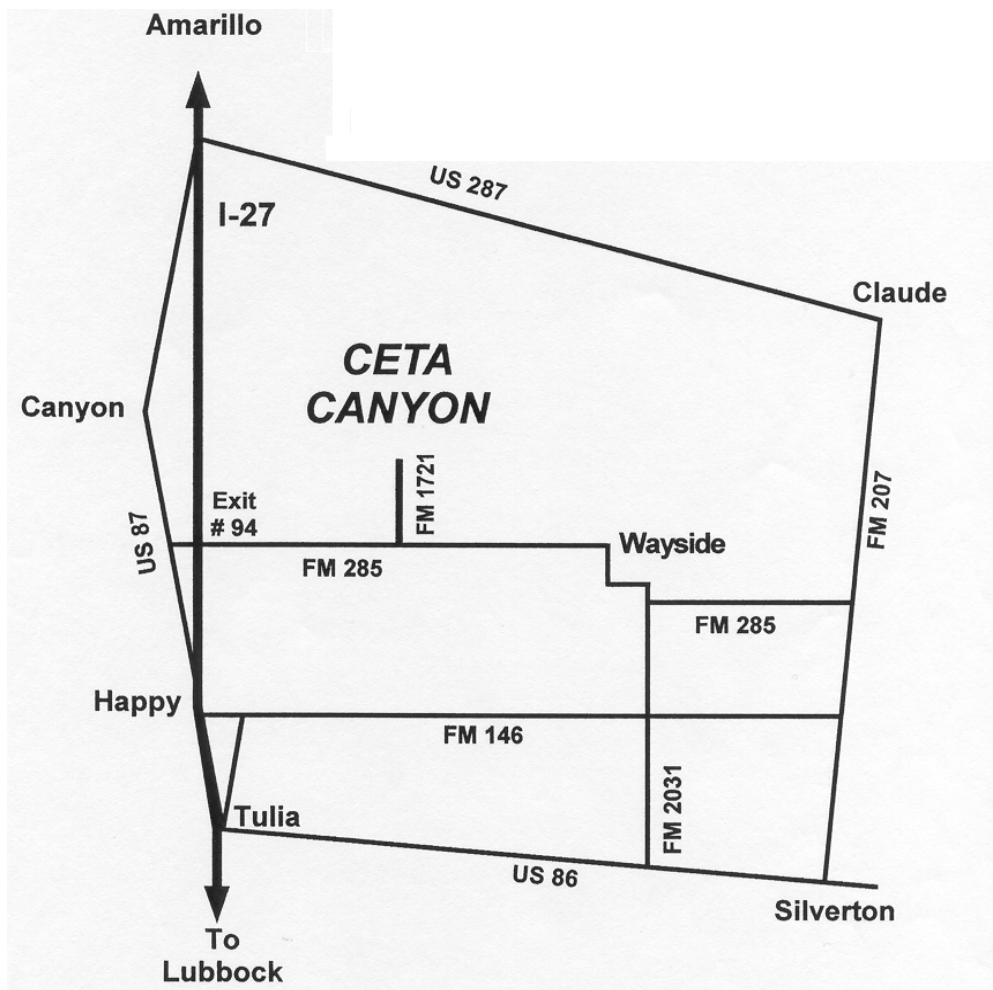 Amarillo
US 287
I-27
Claude
CETA
CANYON
Canyon
FM 1721
FM 207
Exit
# 94
US 87
Wayside
FM 285
FM 285
Happy
FM 146
FM 2031
Tulia
US 86
Silverton
To
Lubbock